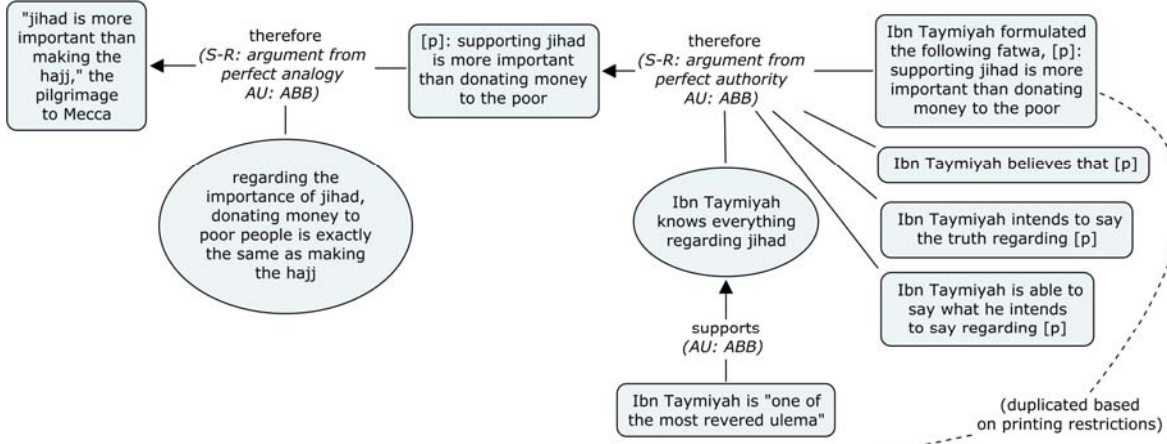 "jihad is more
important than
making the
hajj," the
pilgrimage
to Mecca
therefore
(S-R: argument from
perfect analogy
AU: ABB)
regarding the
importance of jihad,
donating money to
poor people is exactly
the same as making
the hajj
[p]: supporting jihad
is more important
than donating money
to the poor
therefore
(S-R: argument from
perfect authority
AU: ABB)
Ibn Taymiyah
knows everything
regarding jihad
supports
(AU: ABB)
Ibn Taymiyah is "one of
the most revered ulema"
Ibn Taymiyah formulated
the following fatwa, [p]:
supporting jihad is more
important than donating
money to the poor
Ibn Taymiyah believes that [p]
Ibn Taymiyah intends to say
the truth regarding [p]
Ibn Taymiyah is able to
say what he intends
to say regarding [p]
(duplicated based
on printing restrictions)